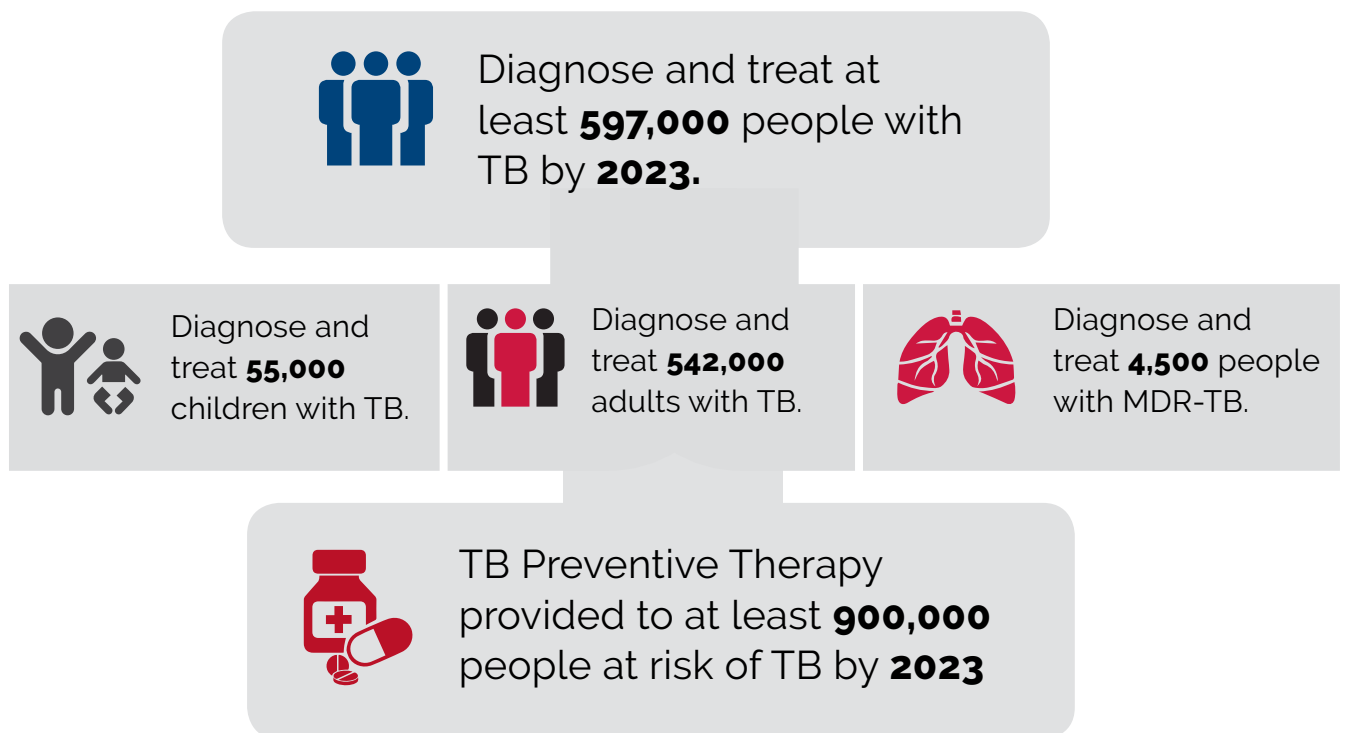 Diagnose and treat at
least 597,000 people with
TB by 2023.
Diagnose and
treat 55,000
children with TB.
Diagnose and
treat 542,000
adults with TB.
Diagnose and
treat 4,500 people
with MDR-TB.
TB Preventive Therapy
provided to at least 900,000
people at risk of TB by 2023